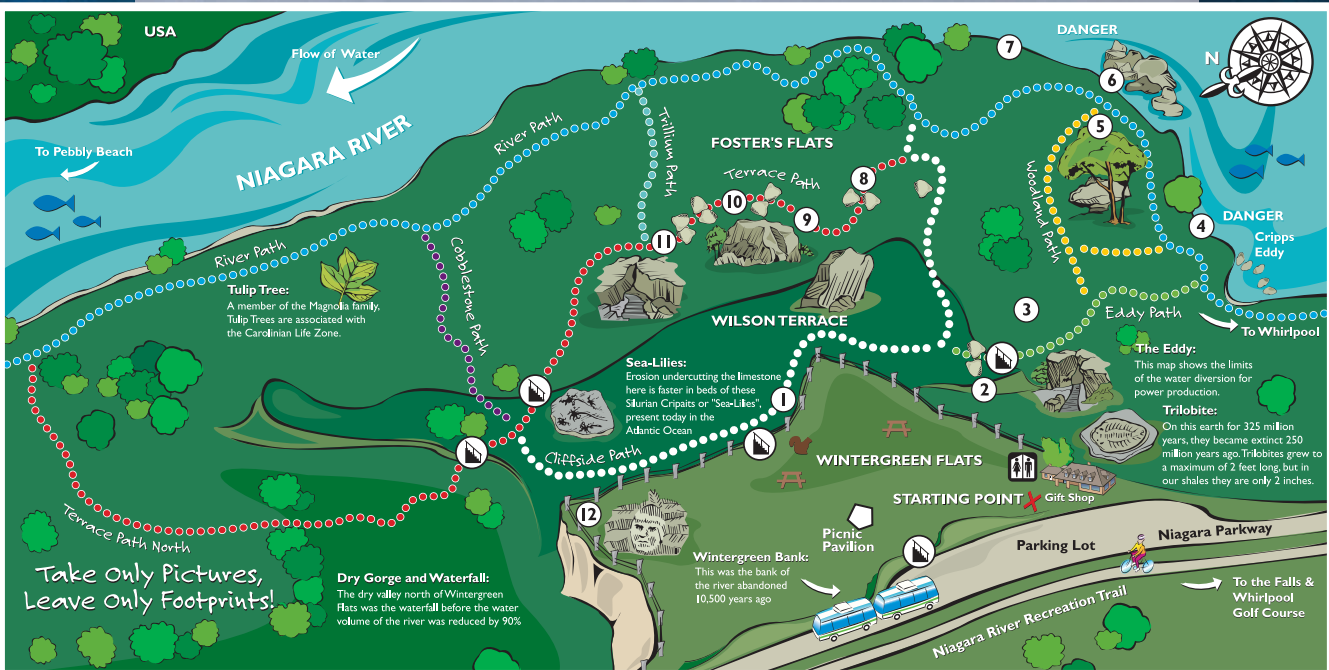 USA
Flow of Water
DANGER
N
7
6
5
To Pebbly Beach
NIAGARA RIVER
River Path
Trillium Path
FOSTER'S FLATS
Terrace Path
8
10
9
11
Woodland Path
4
DANGER
Cripps
Eddy
River Path
Cobblestone Path
Tulip Tree:
A member of the Magnolia family,
Tulip Trees are associated with
the Carolinian Life Zone.
WILSON TERRACE
3
Eddy Path
To Whirlpool
The Eddy:
This map shows the limits
of the water diversion for
power production.
2
Sea-Lilies:
Erosion undercutting the limestone
here is faster in beds of these
Silurian Cripaits or "Sea-Lilies",
present today in the
Atlantic Ocean
1
Trilobite:
On this earth for 325 million
years, they became extinct 250
million years ago. Trilobites grew to
a maximum of 2 feet long, but in
our shales they are only 2 inches.
Cliffside Path
WINTERGREEN FLATS
STARTING POINT X Gift Shop
12
Picnic
Pavilion
Terrace Path North
Take Only Pictures,
Leave Only Footprints!
Dry Gorge and Waterfall:
The dry valley north of Wintergreen
Flats was the waterfall before the water
volume of the river was reduced by 90%
Wintergreen Bank:
This was the bank of
the river abandoned
10,500 years ago
Parking Lot
Niagara Parkway
Niagara River Recreation Trail
To the Falls &
Whirlpool
Golf Course